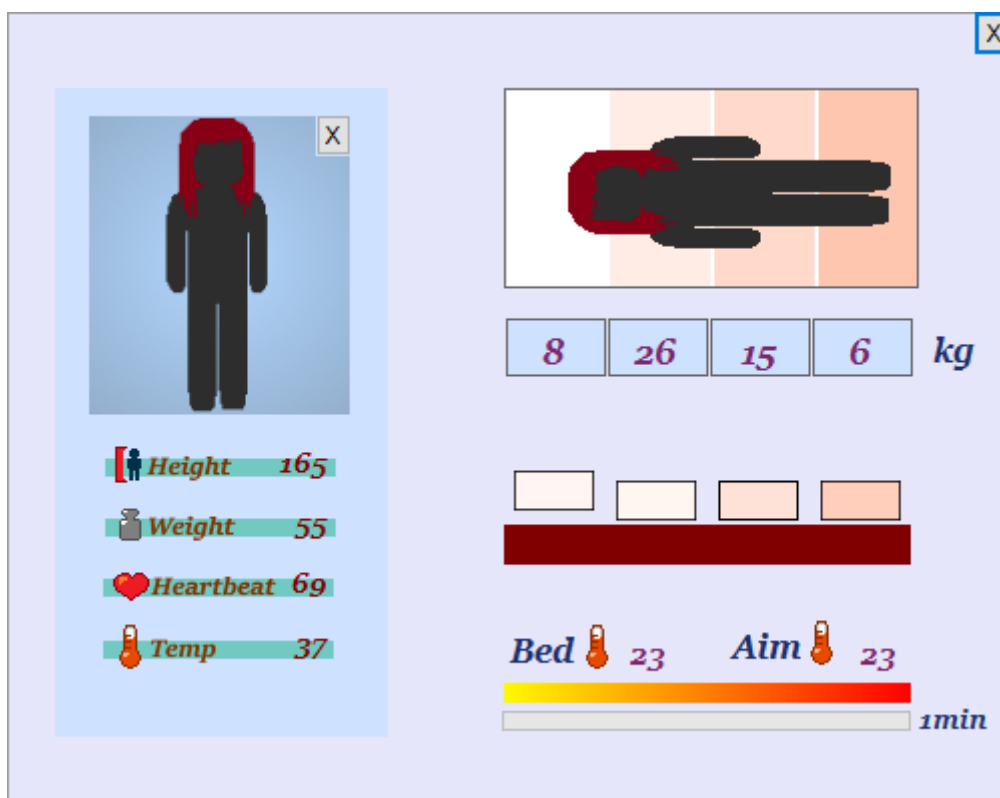 X
X
Height 165
Weight 55
Heartbeat 69
Temp 37
8 26 15 6 kg
Bed 23 Aim 23
1min